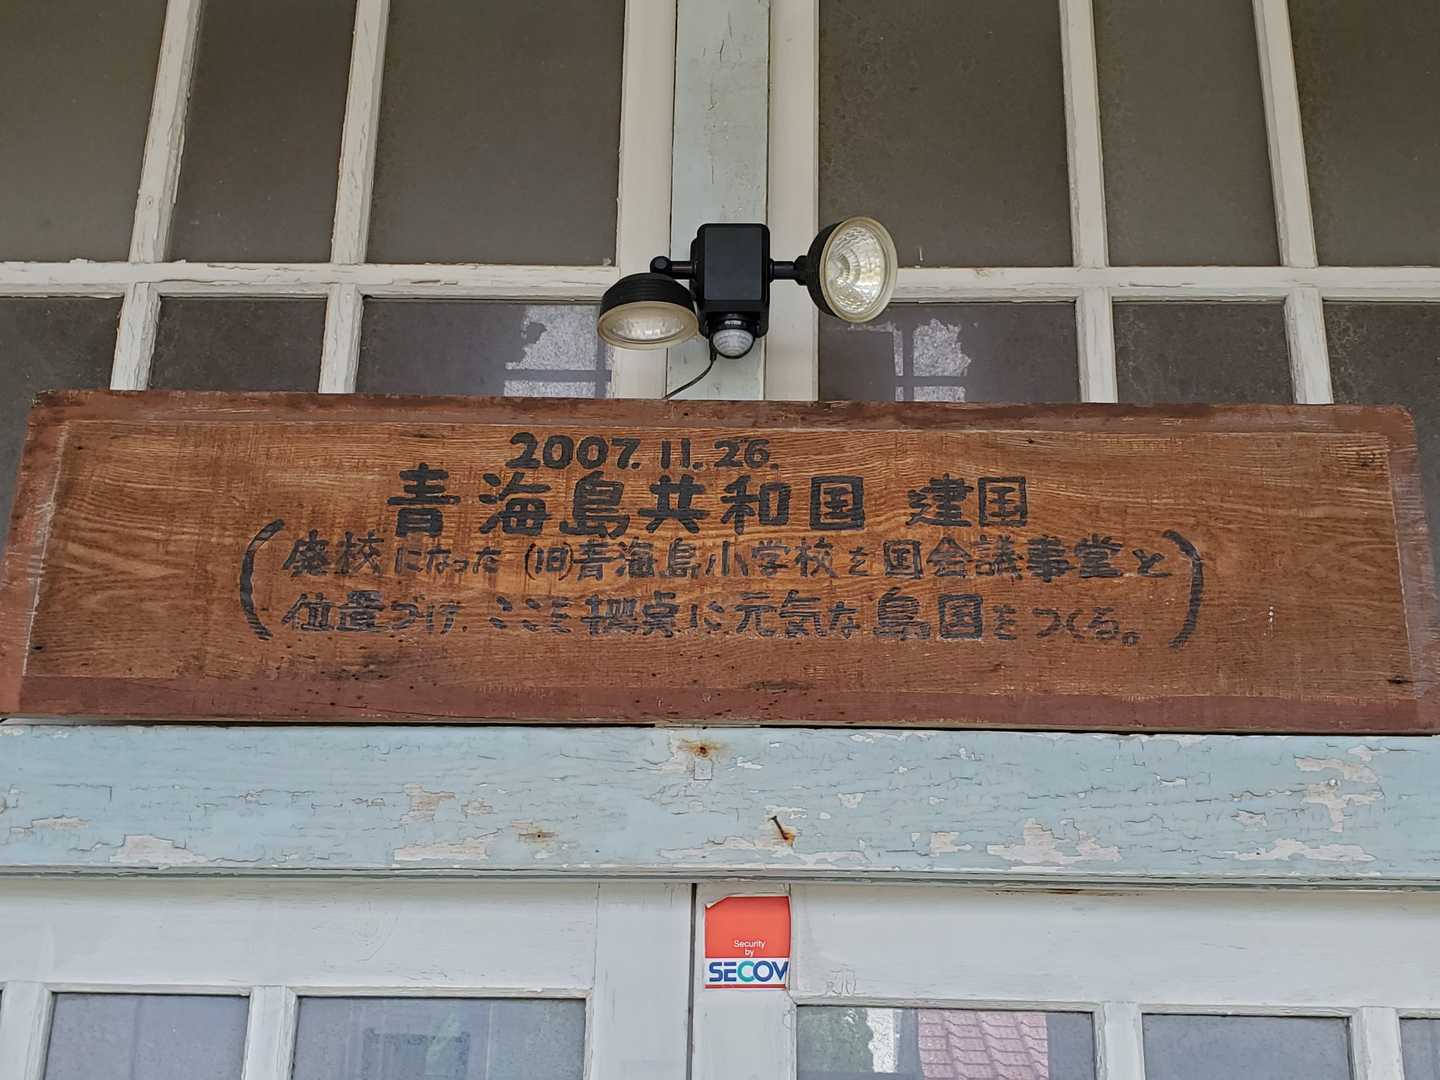 2007.11.26.
青海島共和国 建国
(廃校になった (旧)青海島小学校を国会議事堂と
位置づけ、ここを拠点に元気な島国をつくる。)
Security
by
SECOM